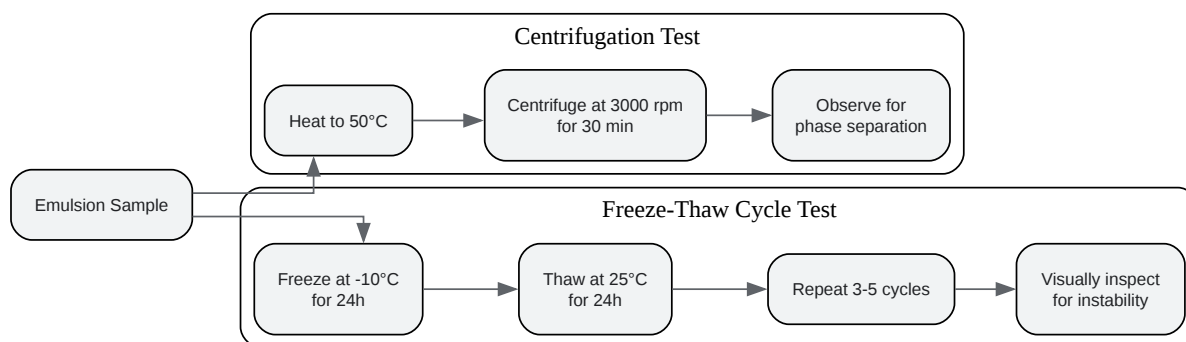 Centrifugation Test
Heat to 50°C
Centrifuge at 3000 rpm
for 30 min
Observe for
phase separation
Emulsion Sample
Freeze-Thaw Cycle Test
Freeze at -10°C
for 24h
Thaw at 25°C
for 24h
Repeat 3-5 cycles
Visually inspect
for instability